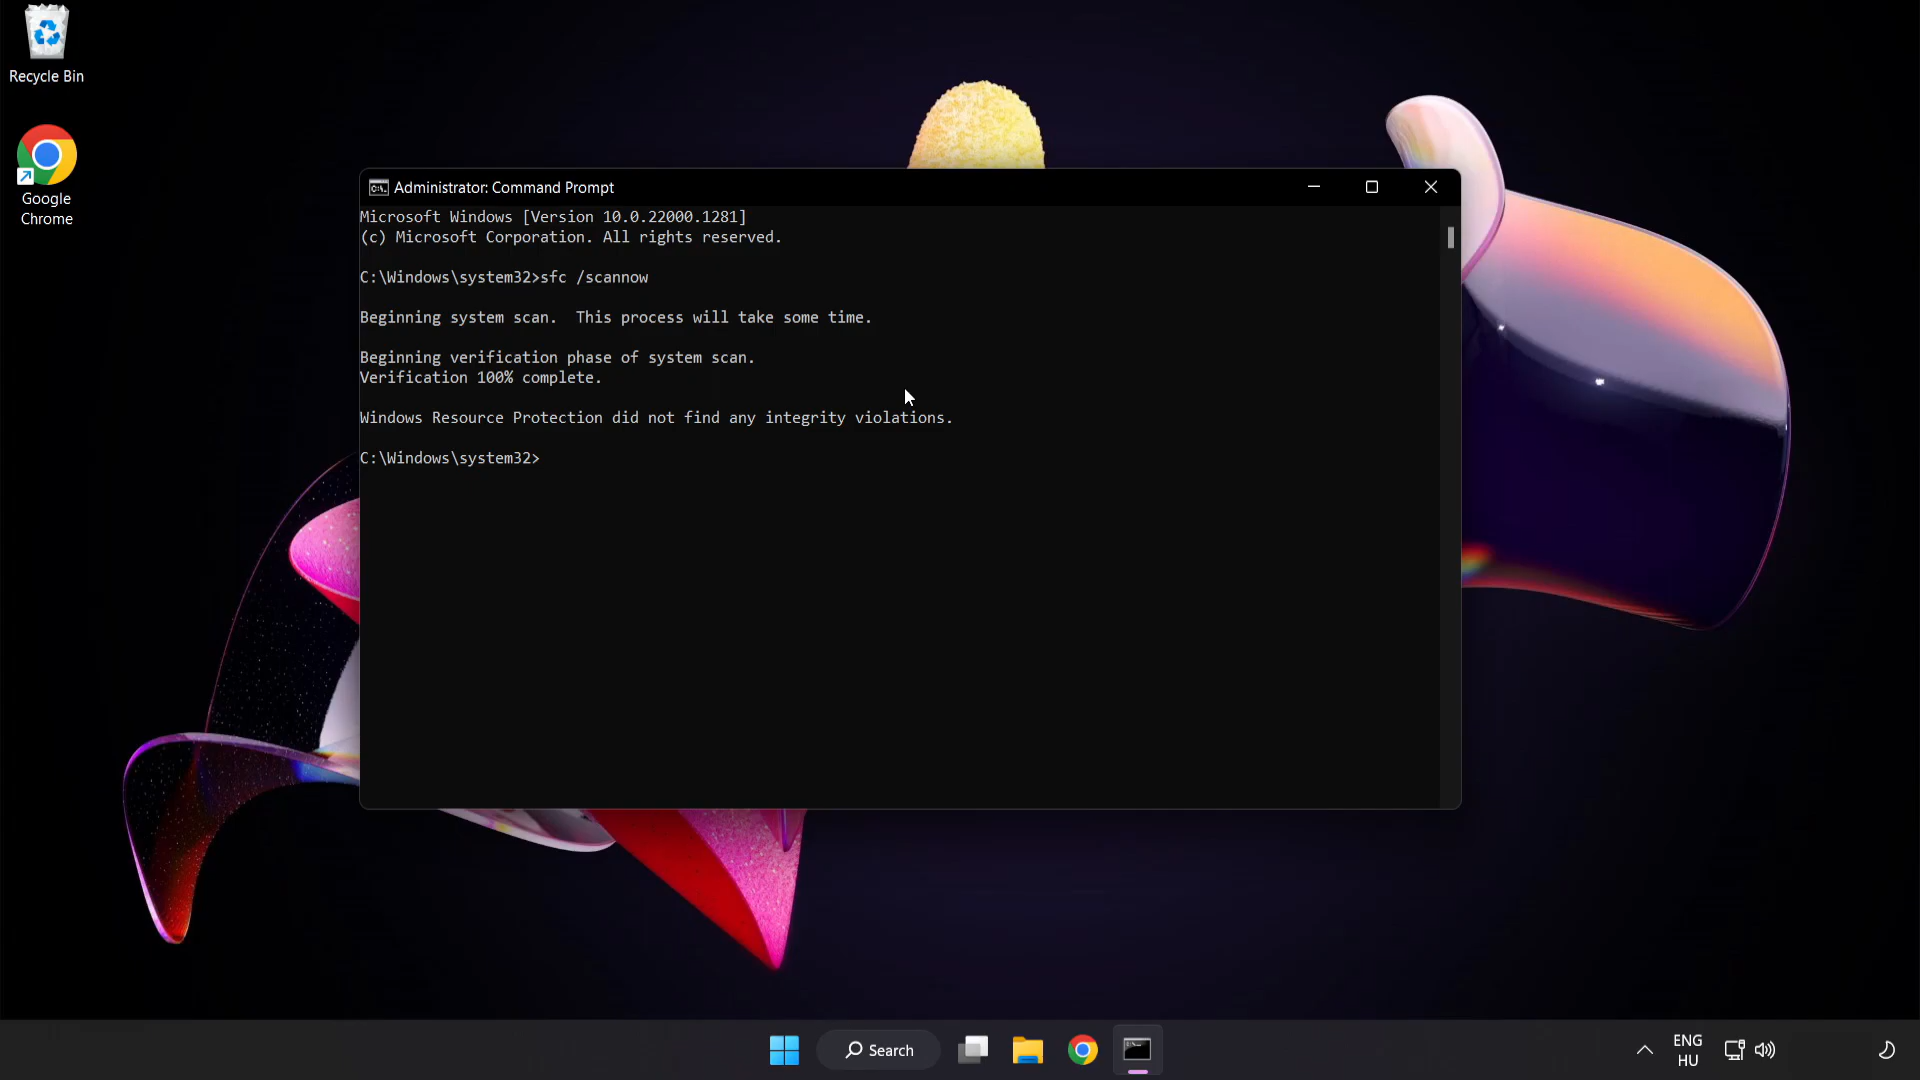 Recycle Bin
Google
Chrome
Administrator: Command Prompt
Microsoft Windows [Version 10.0.22000.1281]
(c) Microsoft Corporation. All rights reserved.
C:\Windows\system32>sfc /scannow
Beginning system scan.  This process will take some time.
Beginning verification phase of system scan.
Verification 100% complete.
Windows Resource Protection did not find any integrity violations.
C:\Windows\system32>
Search
ENG
HU